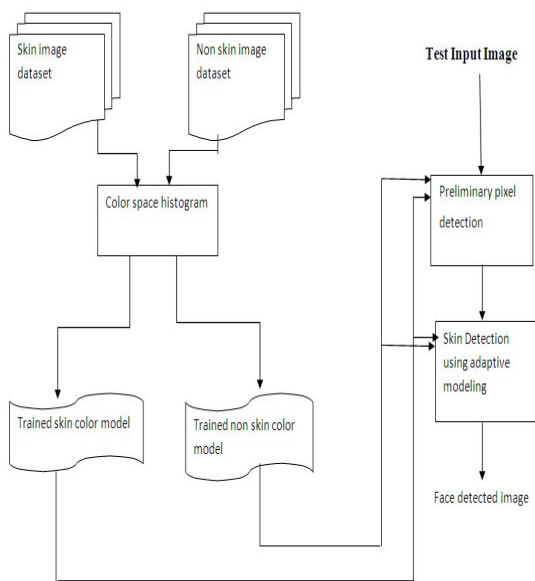 Skin image
dataset
Non skin image
dataset
Test Input Image
Color space histogram
Preliminary pixel
detection
Skin Detection
using adaptive
modeling
Trained skin color model
Trained non skin color
model
Face detected image